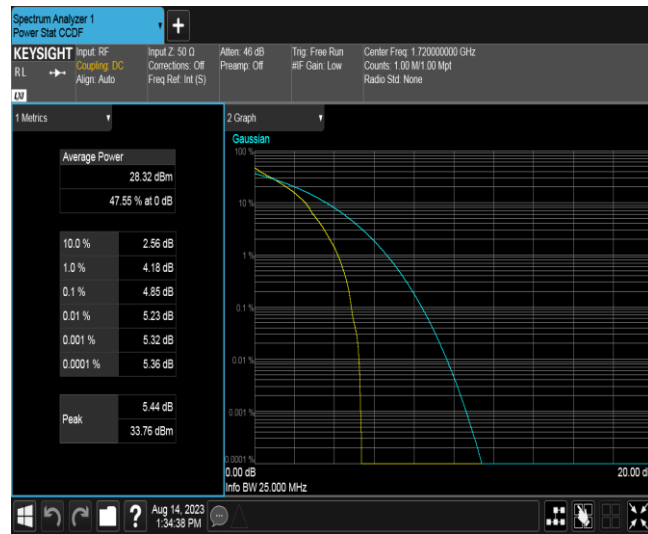 Spectrum Analyzer 1
Power Stat CCDF
+
KEYSIGHT
RL
LXI
Input: RF
Coupling: DC
Align: Auto
Input Z: 50 Ω
Corrections: Off
Freq Ref: Int (S)
Atten: 46 dB
Preamp: Off
Trig: Free Run
#IF Gain: Low
Center Freq: 1.720000000 GHz
Counts: 1.00 M/1.00 Mpt
Radio Std: None
1 Metrics
Average Power
28.32 dBm
47.55 % at 0 dB
10.0 % 2.56 dB
1.0 % 4.18 dB
0.1 % 4.85 dB
0.01 % 5.23 dB
0.001 % 5.32 dB
0.0001 % 5.36 dB
Peak
5.44 dB
33.76 dBm
2 Graph
Gaussian
100 %
10 %
1 %
0.1 %
0.01 %
0.001 %
0.0001 %
0.00 dB 20.00 d
Info BW 25.000 MHz
?
Aug 14, 2023
1:34:38 PM